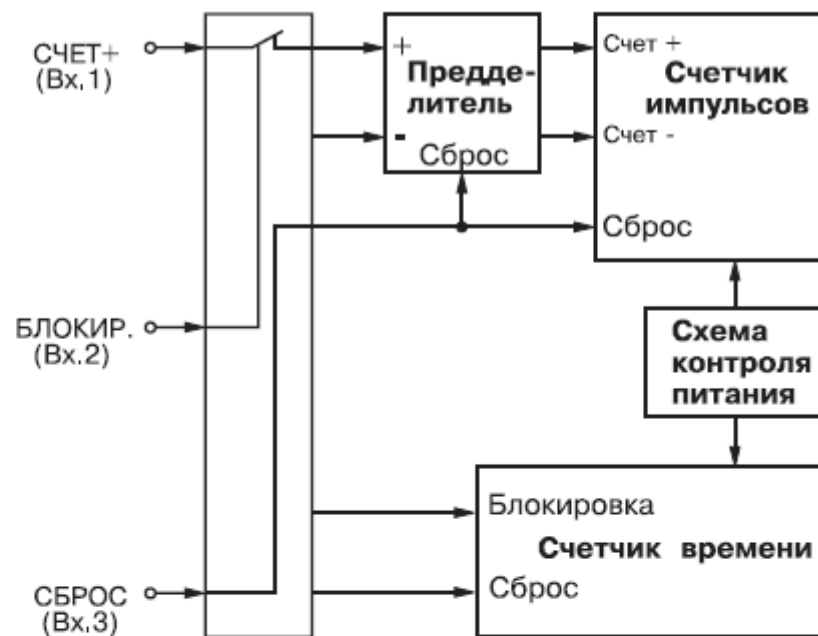 СЧЕТ+
(Вх.1)
БЛОКИР.
(Вх.2)
СБРОС
(Вх.3)
+
Предде-
литель
-
Сброс
Счет +
Счетчик
импульсов
Счет -
Сброс
Схема
контроля
питания
Блокировка
Счетчик времени
Сброс